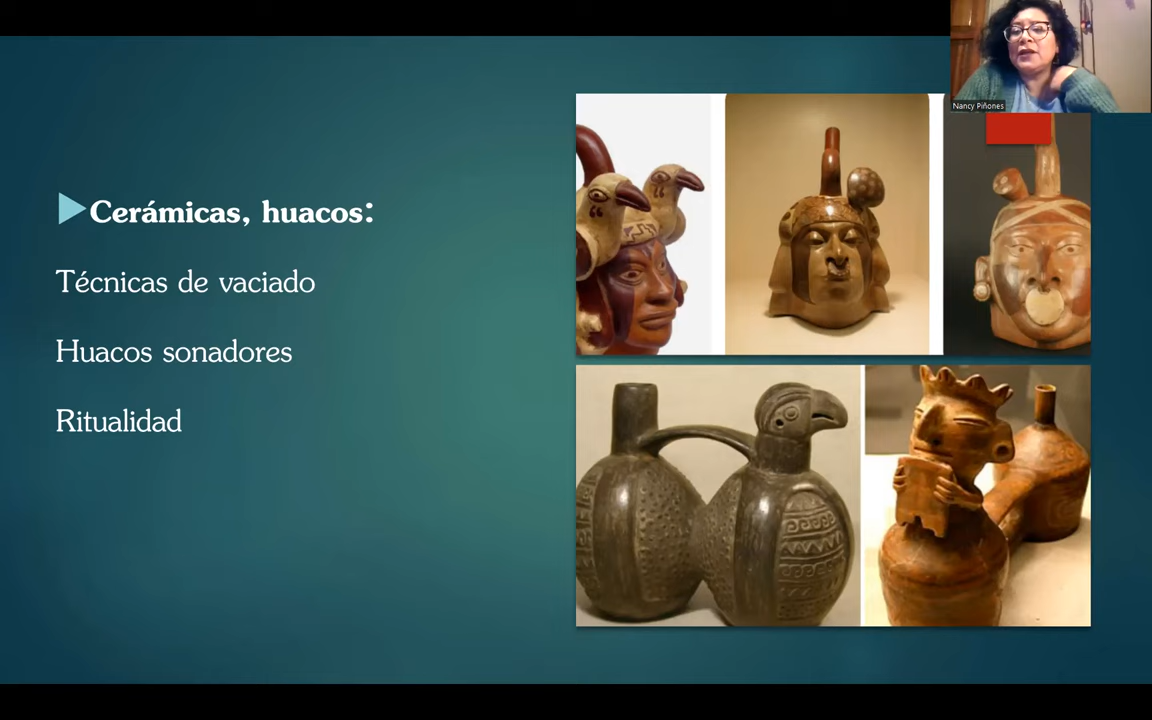 Cerámicas, huacos:
Técnicas de vaciado
Huacos sonadores
Ritualidad
Nancy Piñones